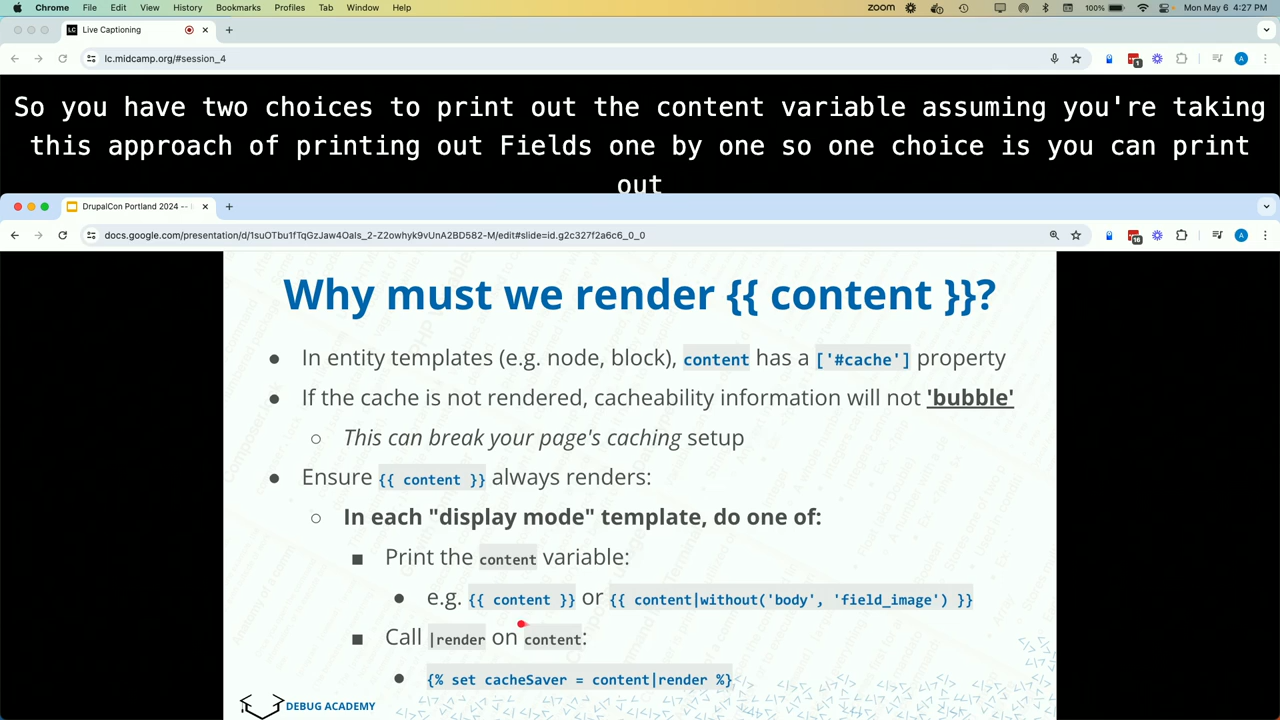 Chrome File Edit View History Bookmarks Profiles Tab Window Help zoom 100% Mon May 6 4:27 PM
LC Live Captioning
lc.midcamp.org/#session_4 1 A
So you have two choices to print out the content variable assuming you're taking
this approach of printing out Fields one by one so one choice is you can print
out
DrupalCon Portland 2024 --
docs.google.com/presentation/d/1suOTbu1fTqGzJaw4OaIs_2-Z2owhyk9vUnA2BD582-M/edit#slide=id.g2c327f2a6c6_0_0 16 A
Why must we render {{ content }}?
● In entity templates (e.g. node, block), content has a ['#cache'] property
● If the cache is not rendered, cacheability information will not 'bubble'
○ This can break your page's caching setup
● Ensure {{ content }} always renders:
○ In each "display mode" template, do one of:
■ Print the content variable:
● e.g. {{ content }} or {{ content|without('body', 'field_image') }}
■ Call |render on content:
● {% set cacheSaver = content|render %}
DEBUG ACADEMY